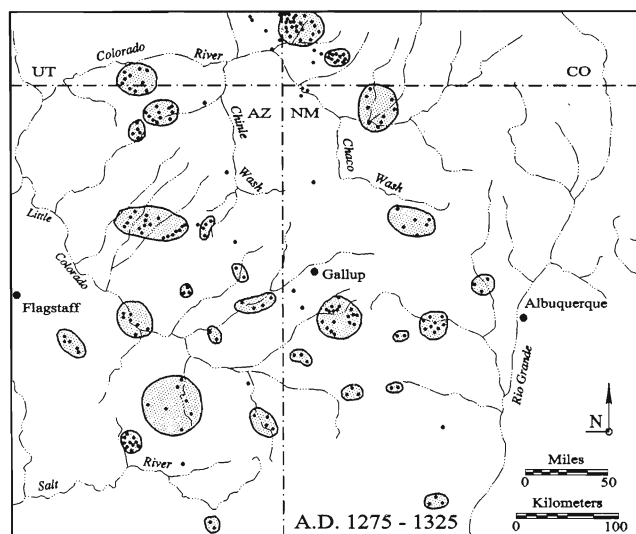 Colorado
River
UT
CO
AZ
NM
Chinle
Wash
Chaco
Wash
Little
Colorado
Gallup
Flagstaff
Albuquerque
Rio Grande
N
Miles
0 50
Salt
River
Kilometers
0 100
A.D. 1275 - 1325